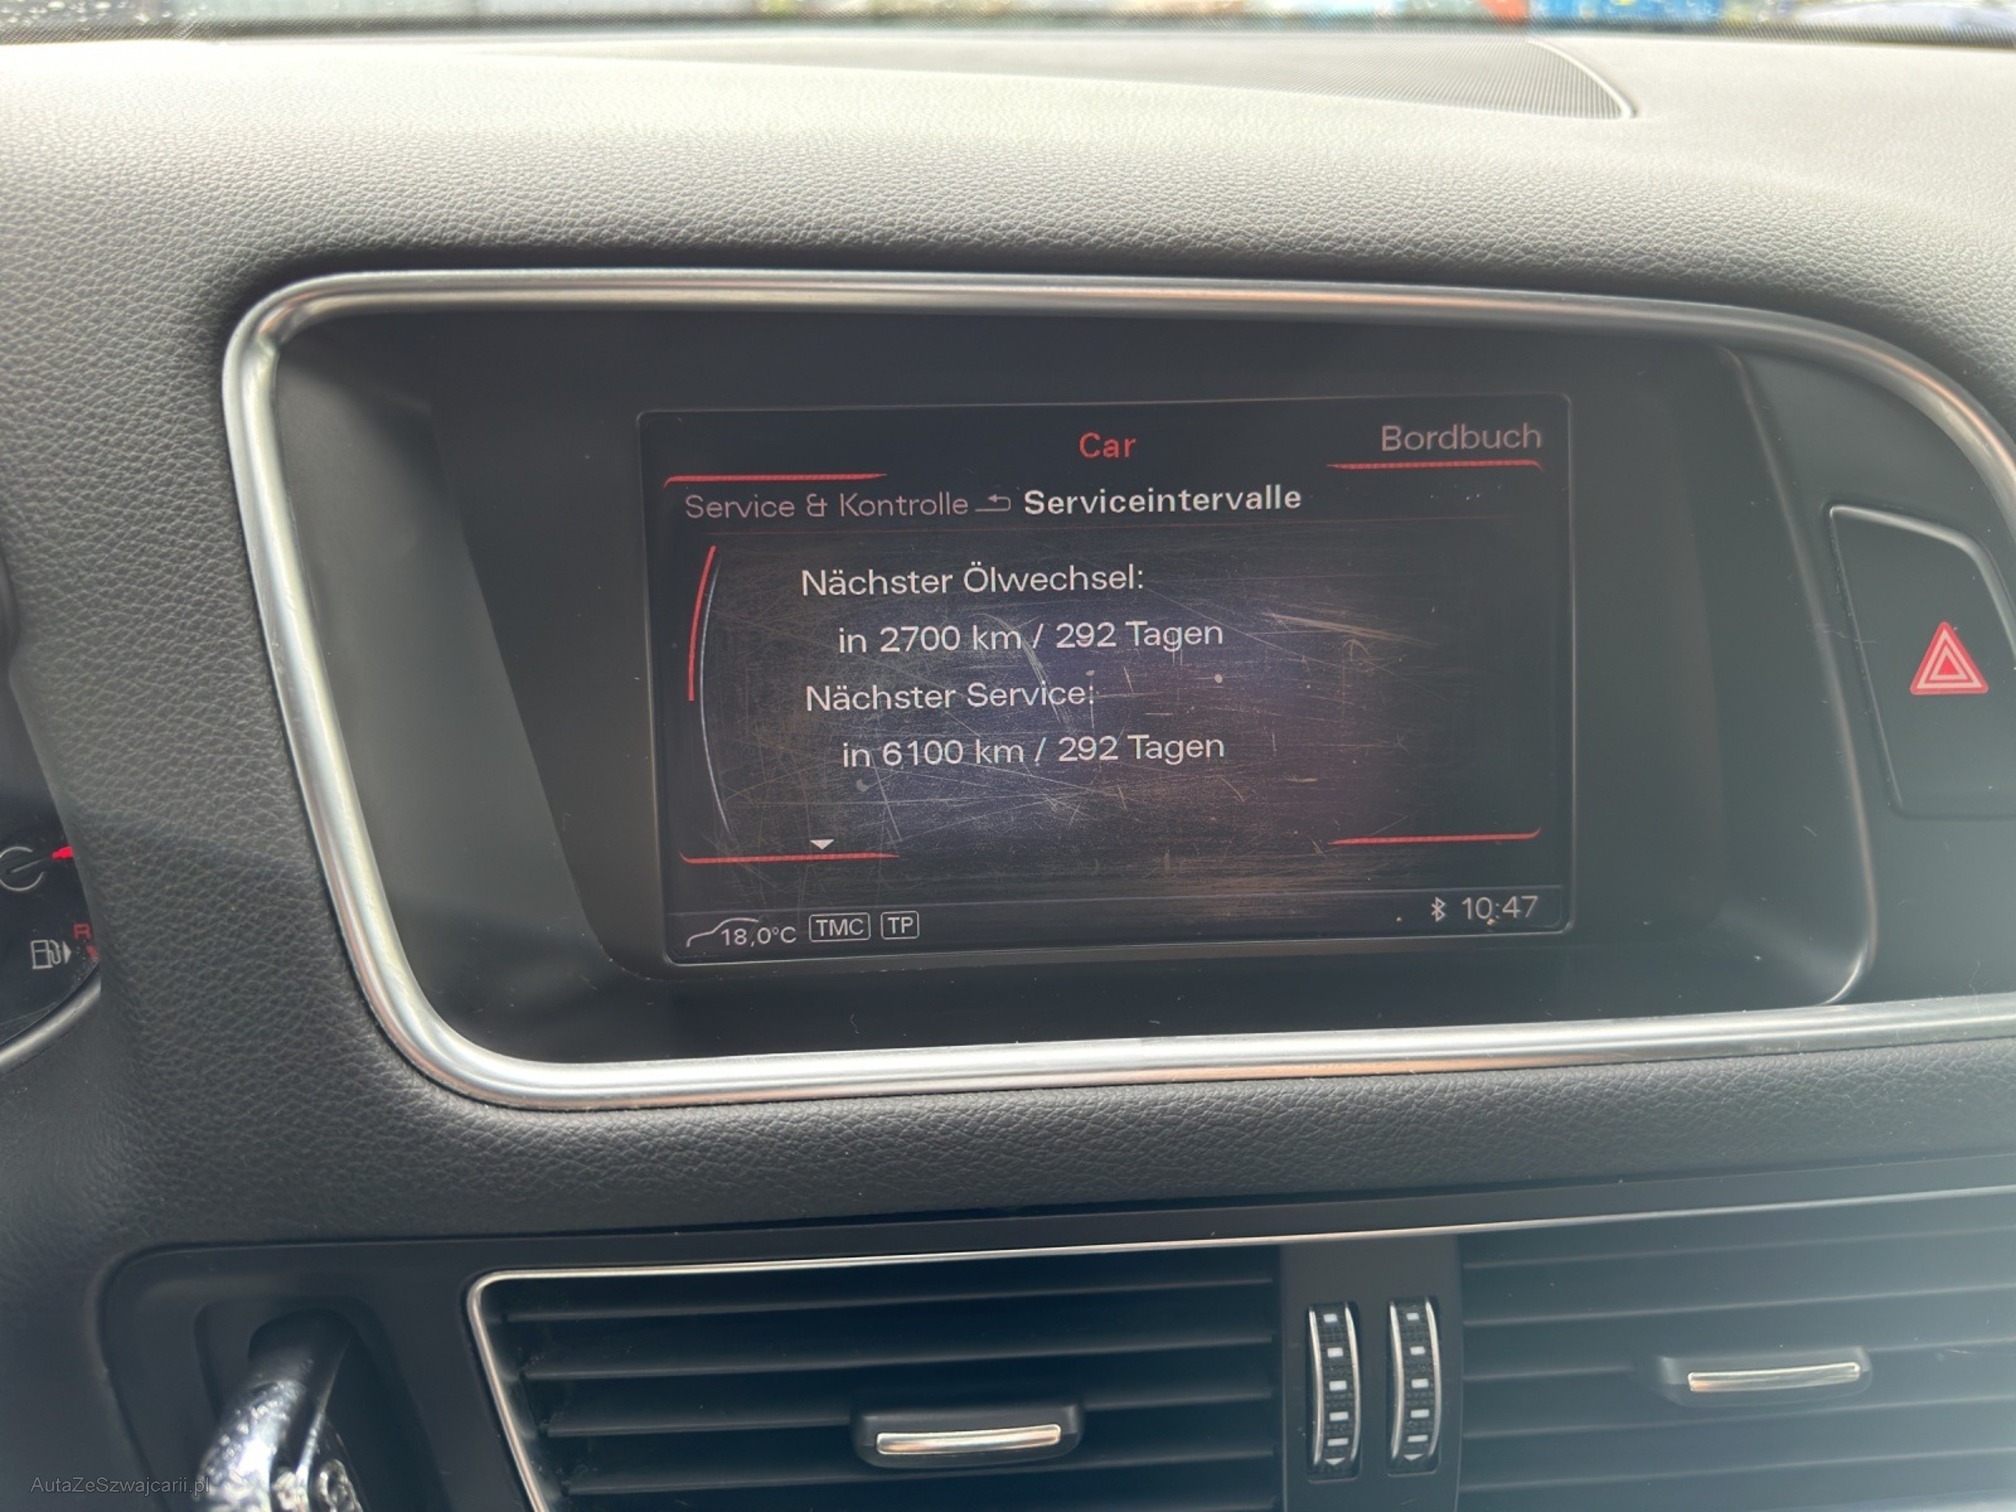 Car
Bordbuch
Service & Kontrolle Serviceintervalle
Nächster Ölwechsel:
in 2700 km / 292 Tagen
Nächster Service:
in 6100 km / 292 Tagen
18,0°C TMC TP
10:47
R
AutaZeSzwajcarii.pl